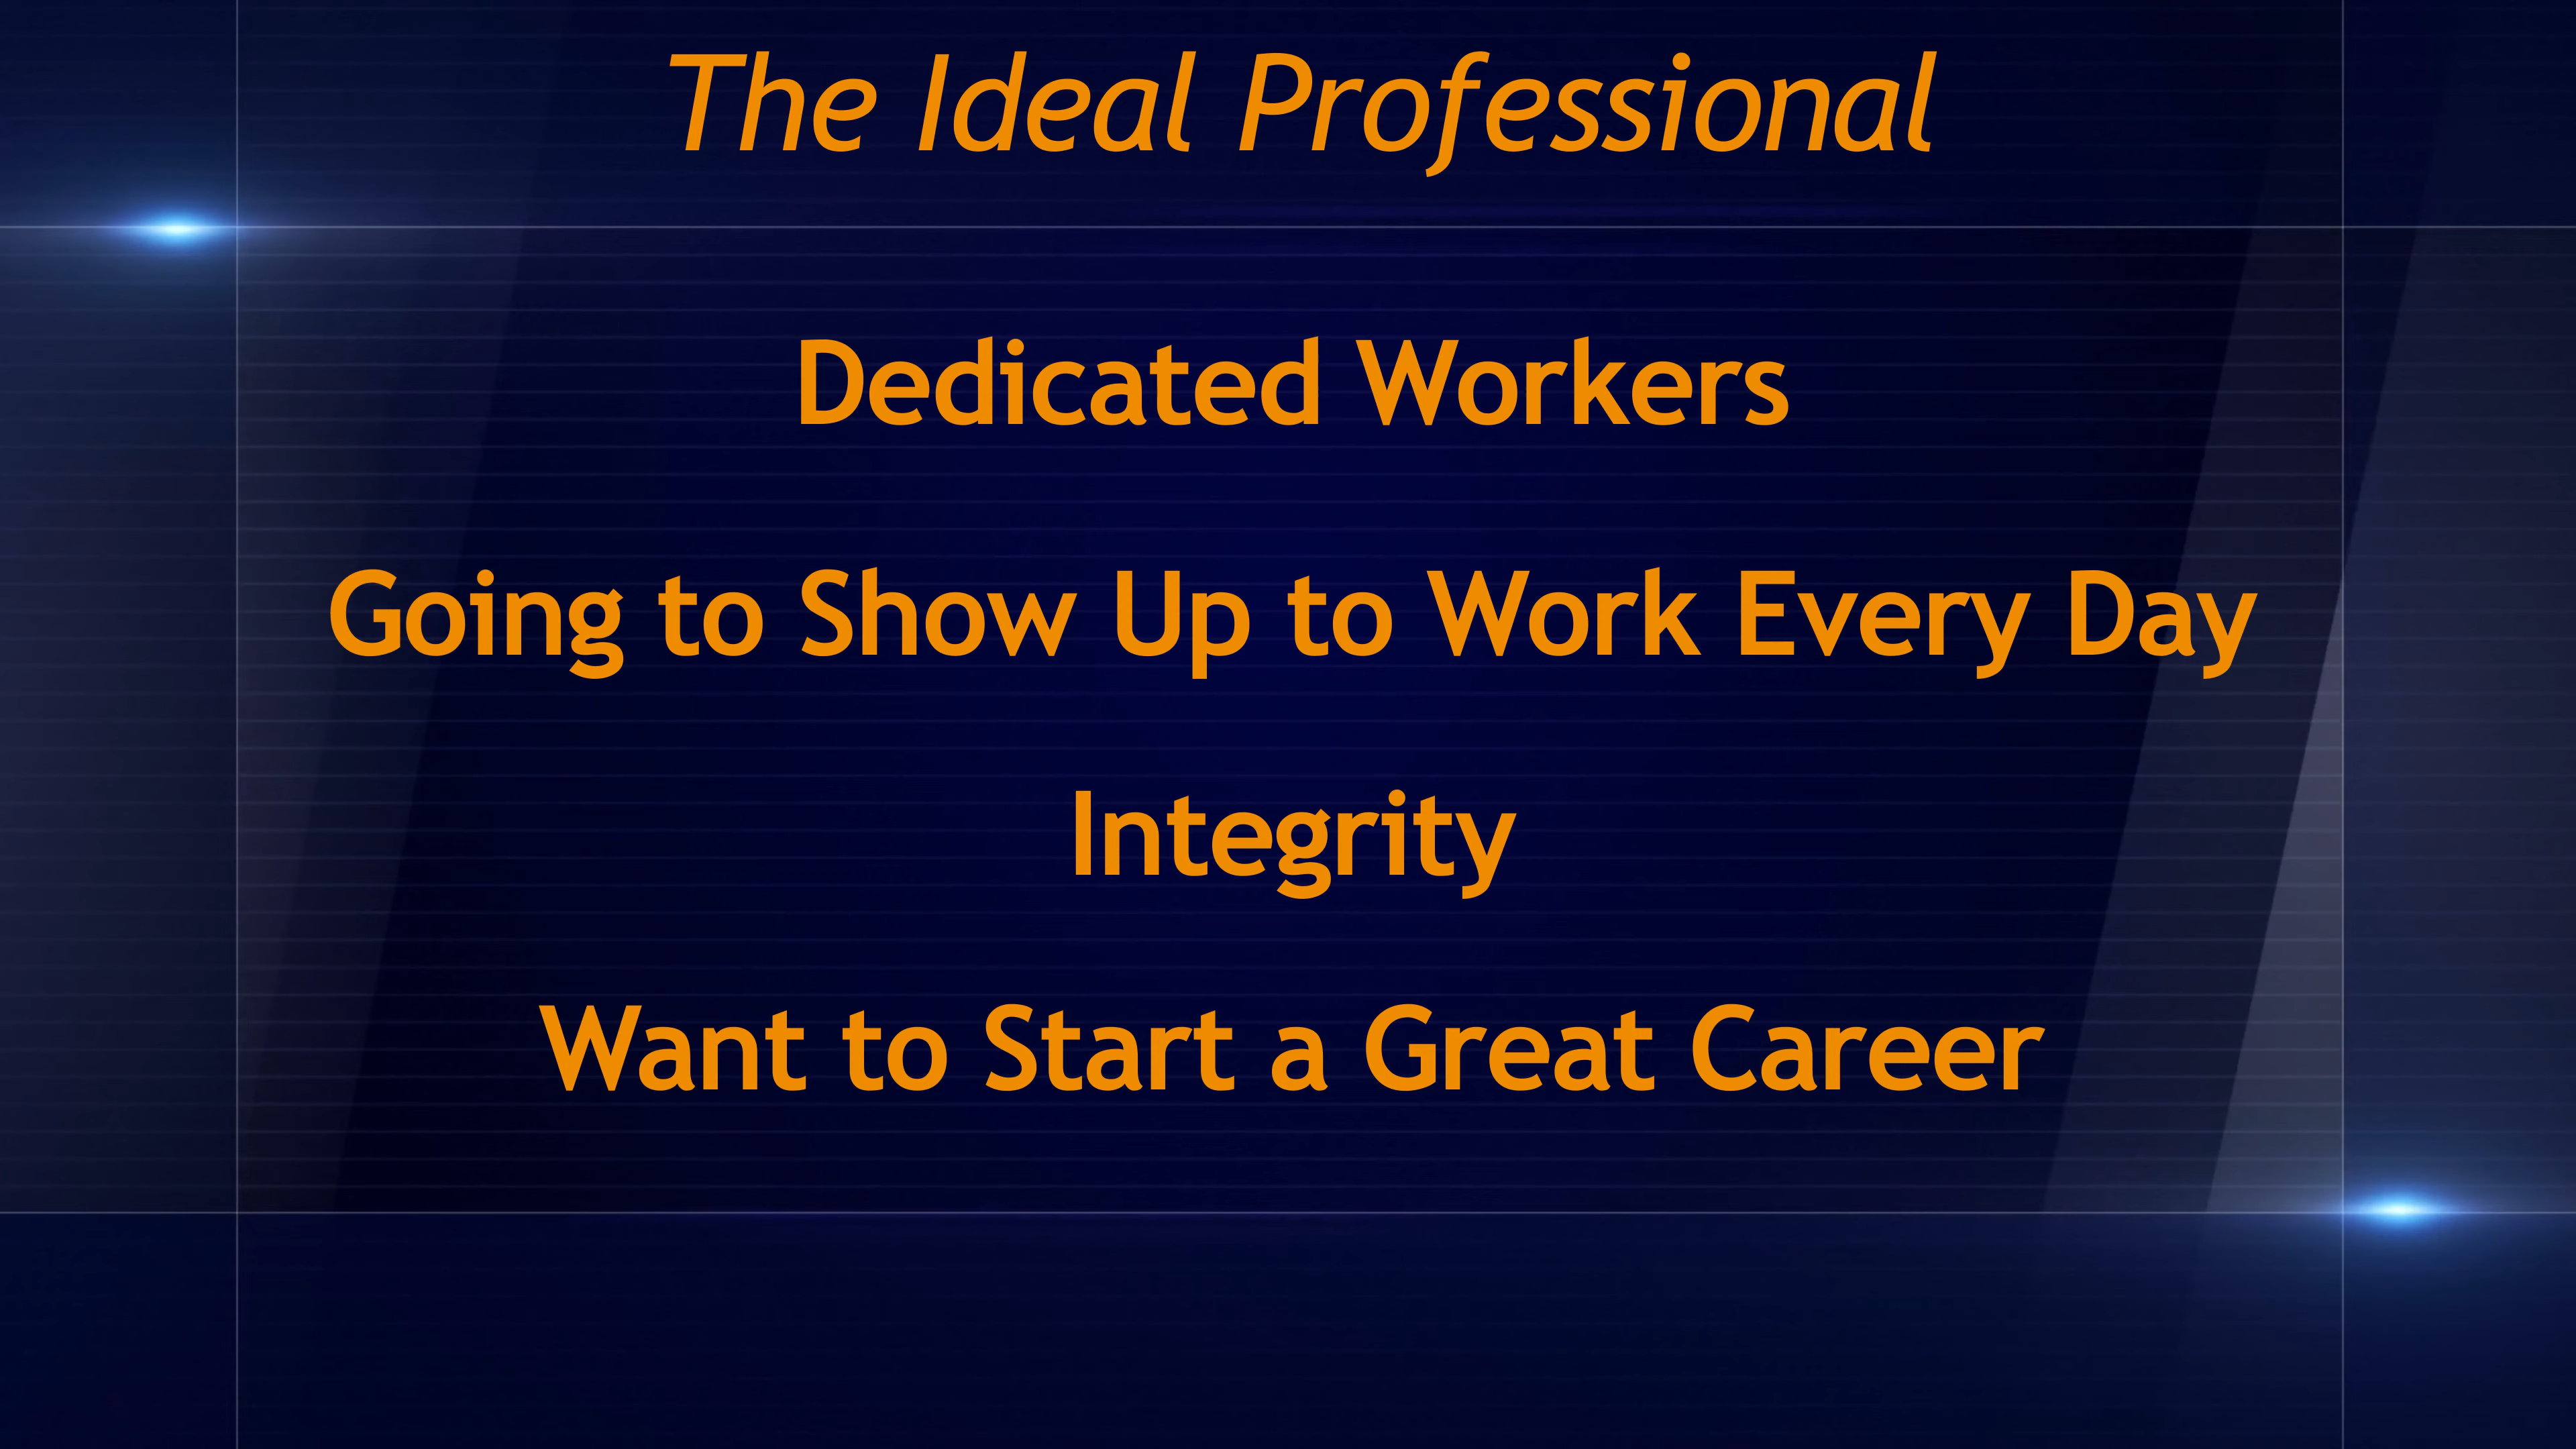 The Ideal Professional
Dedicated Workers
Going to Show Up to Work Every Day
Integrity
Want to Start a Great Career